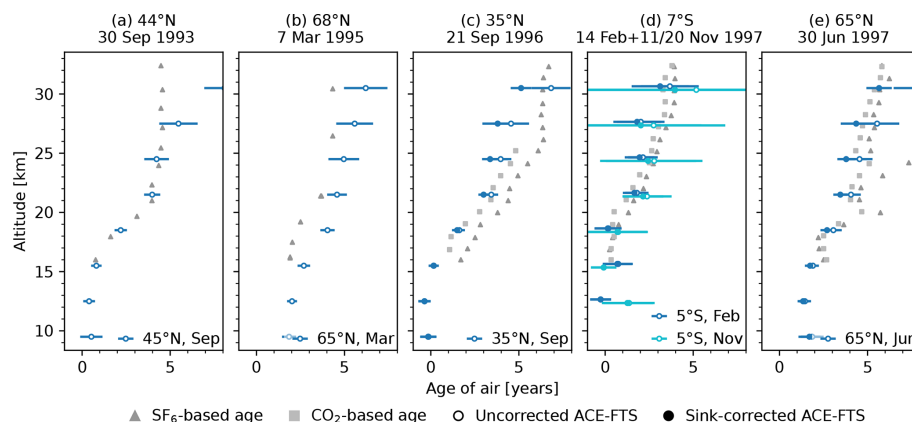 (a) 44°N
30 Sep 1993
(b) 68°N
7 Mar 1995
(c) 35°N
21 Sep 1996
(d) 7°S
14 Feb+11/20 Nov 1997
(e) 65°N
30 Jun 1997
Altitude [km]
30
25
20
15
10
45°N, Sep
65°N, Mar
35°N, Sep
5°S, Feb
5°S, Nov
65°N, Jun
0 5
0 5
0 5
0 5
0 5
Age of air [years]
SF₆-based age
CO₂-based age
Uncorrected ACE-FTS
Sink-corrected ACE-FTS